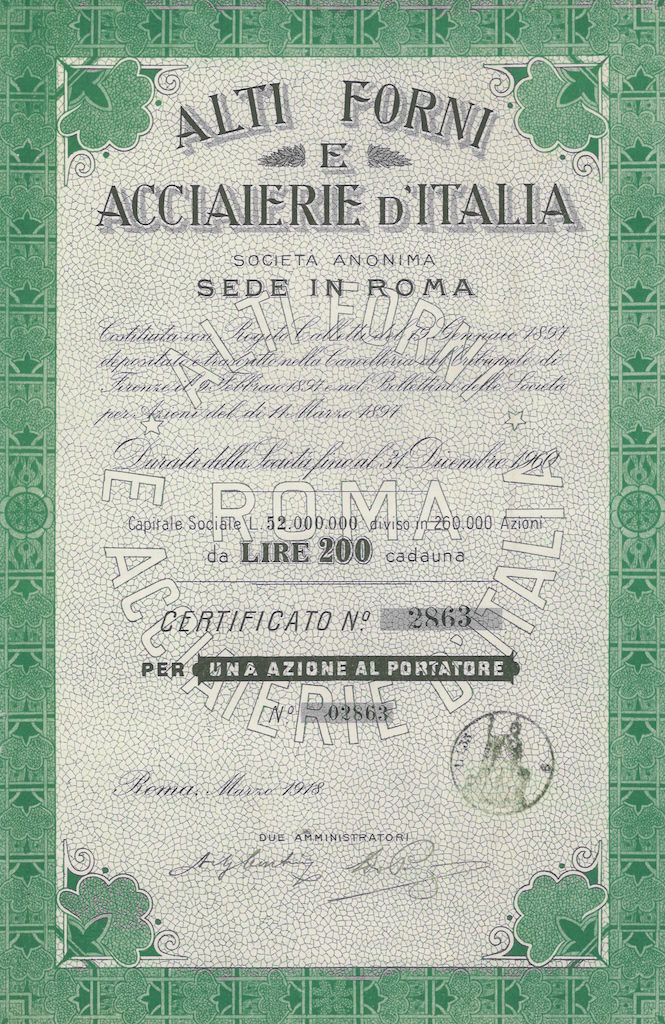 ALTI FORNI
E
ACCIAIERIE D'ITALIA
SOCIETA ANONIMA
SEDE IN ROMA
Costituita con Rogito Callotti del 19 Gennaio 1897
depositato e trascritto nella Cancelleria del Tribunale di
Firenze il 9 Febbraio 1897 e nel Bollettino delle Società
per Azioni del dì 11 Marzo 1897
Durata della Società fino al 31 Dicembre 1960
Capitale Sociale L. 52.000.000 diviso in 260.000 Azioni
da LIRE 200 cadauna
CERTIFICATO Nº 2863
PER UNA AZIONE AL PORTATORE
Nº 02863
Roma, Marzo 1918
DUE AMMINISTRATORI
ALTI FORNI
ROMA
E ACCIAIERIE D'ITALIA